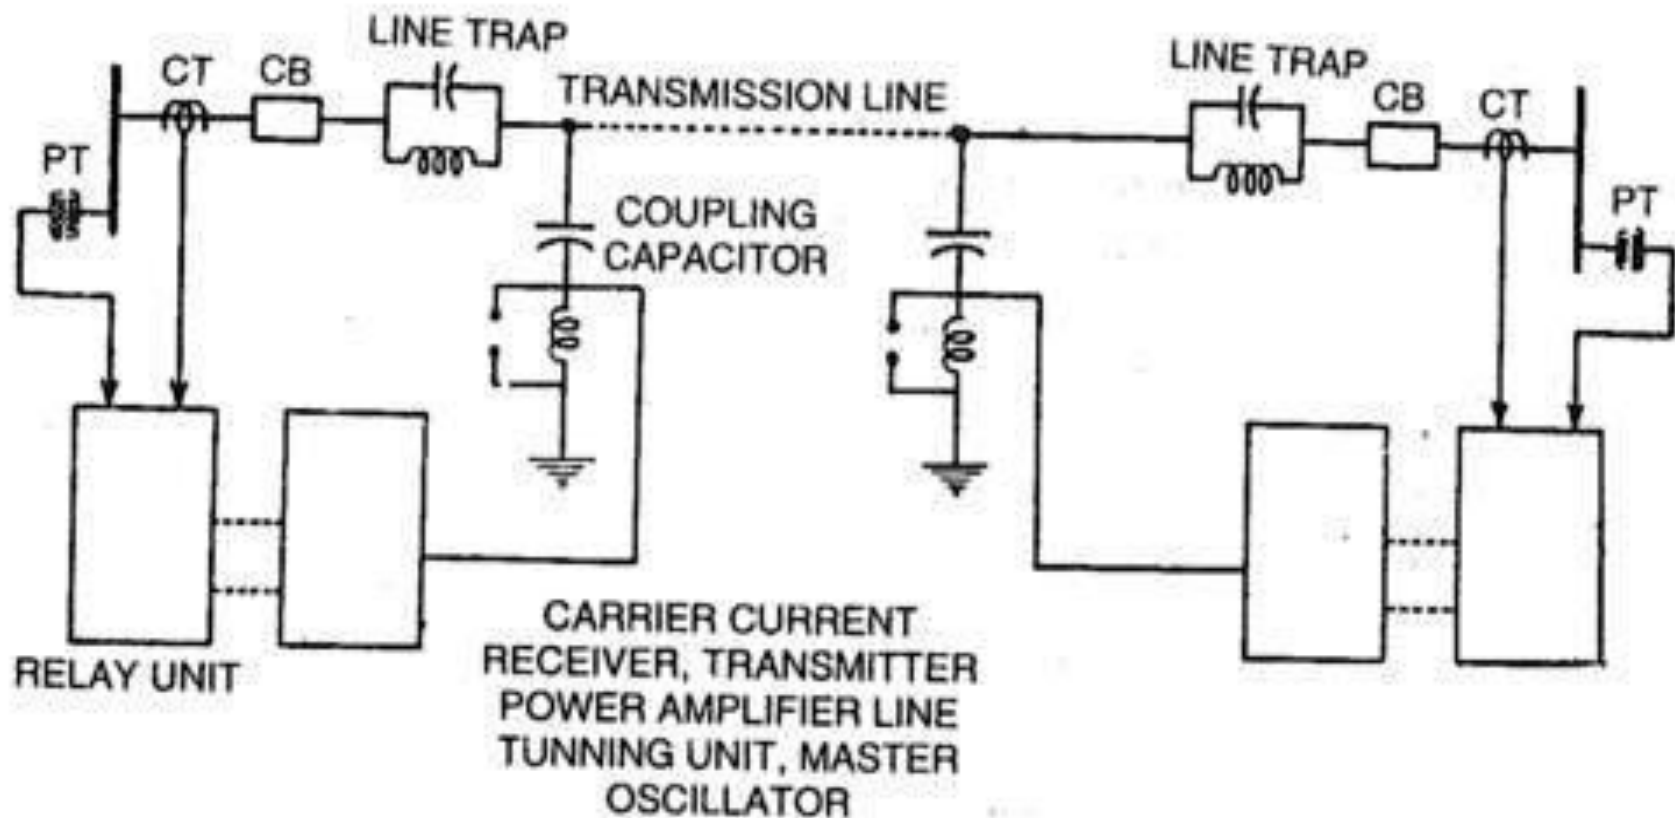 LINE TRAP
CT
CB
TRANSMISSION LINE
LINE TRAP
CB
CT
PT
PT
COUPLING
CAPACITOR
RELAY UNIT
CARRIER CURRENT
RECEIVER, TRANSMITTER
POWER AMPLIFIER LINE
TUNNING UNIT, MASTER
OSCILLATOR